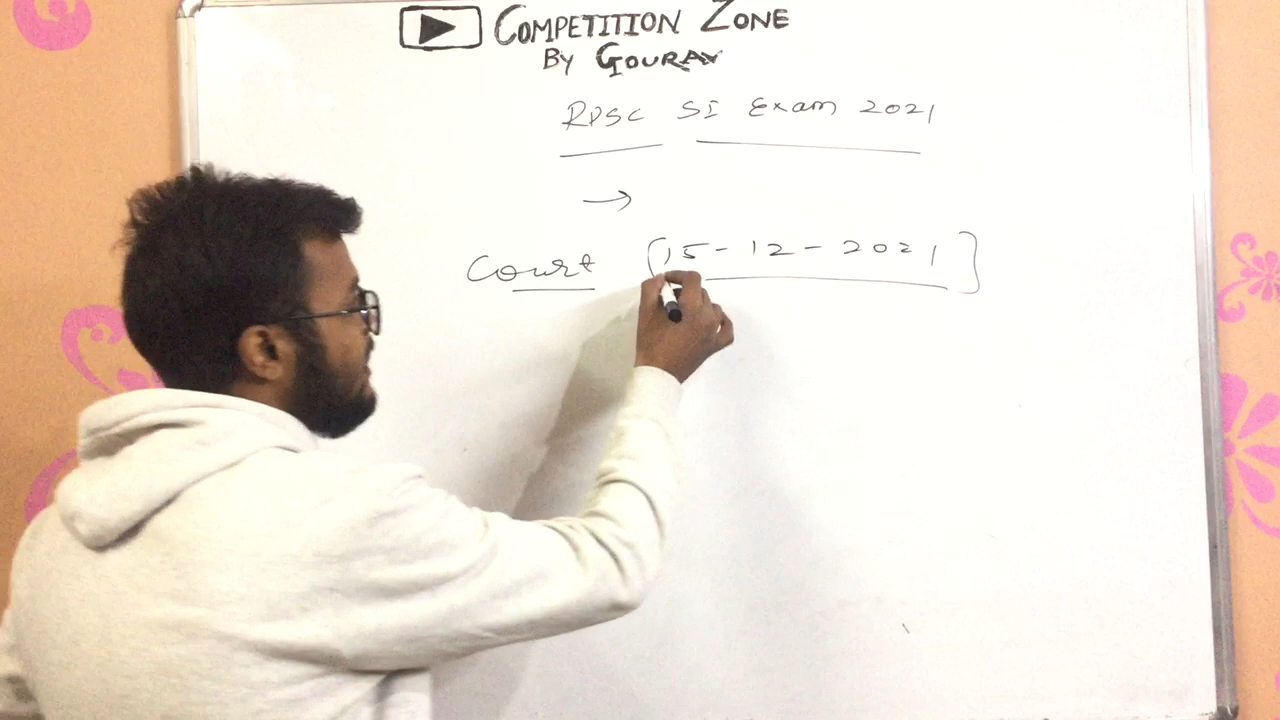 COMPETITION ZONE
BY GOURAV
RPSC SI Exam 2021
→
Court [15-12-2021]